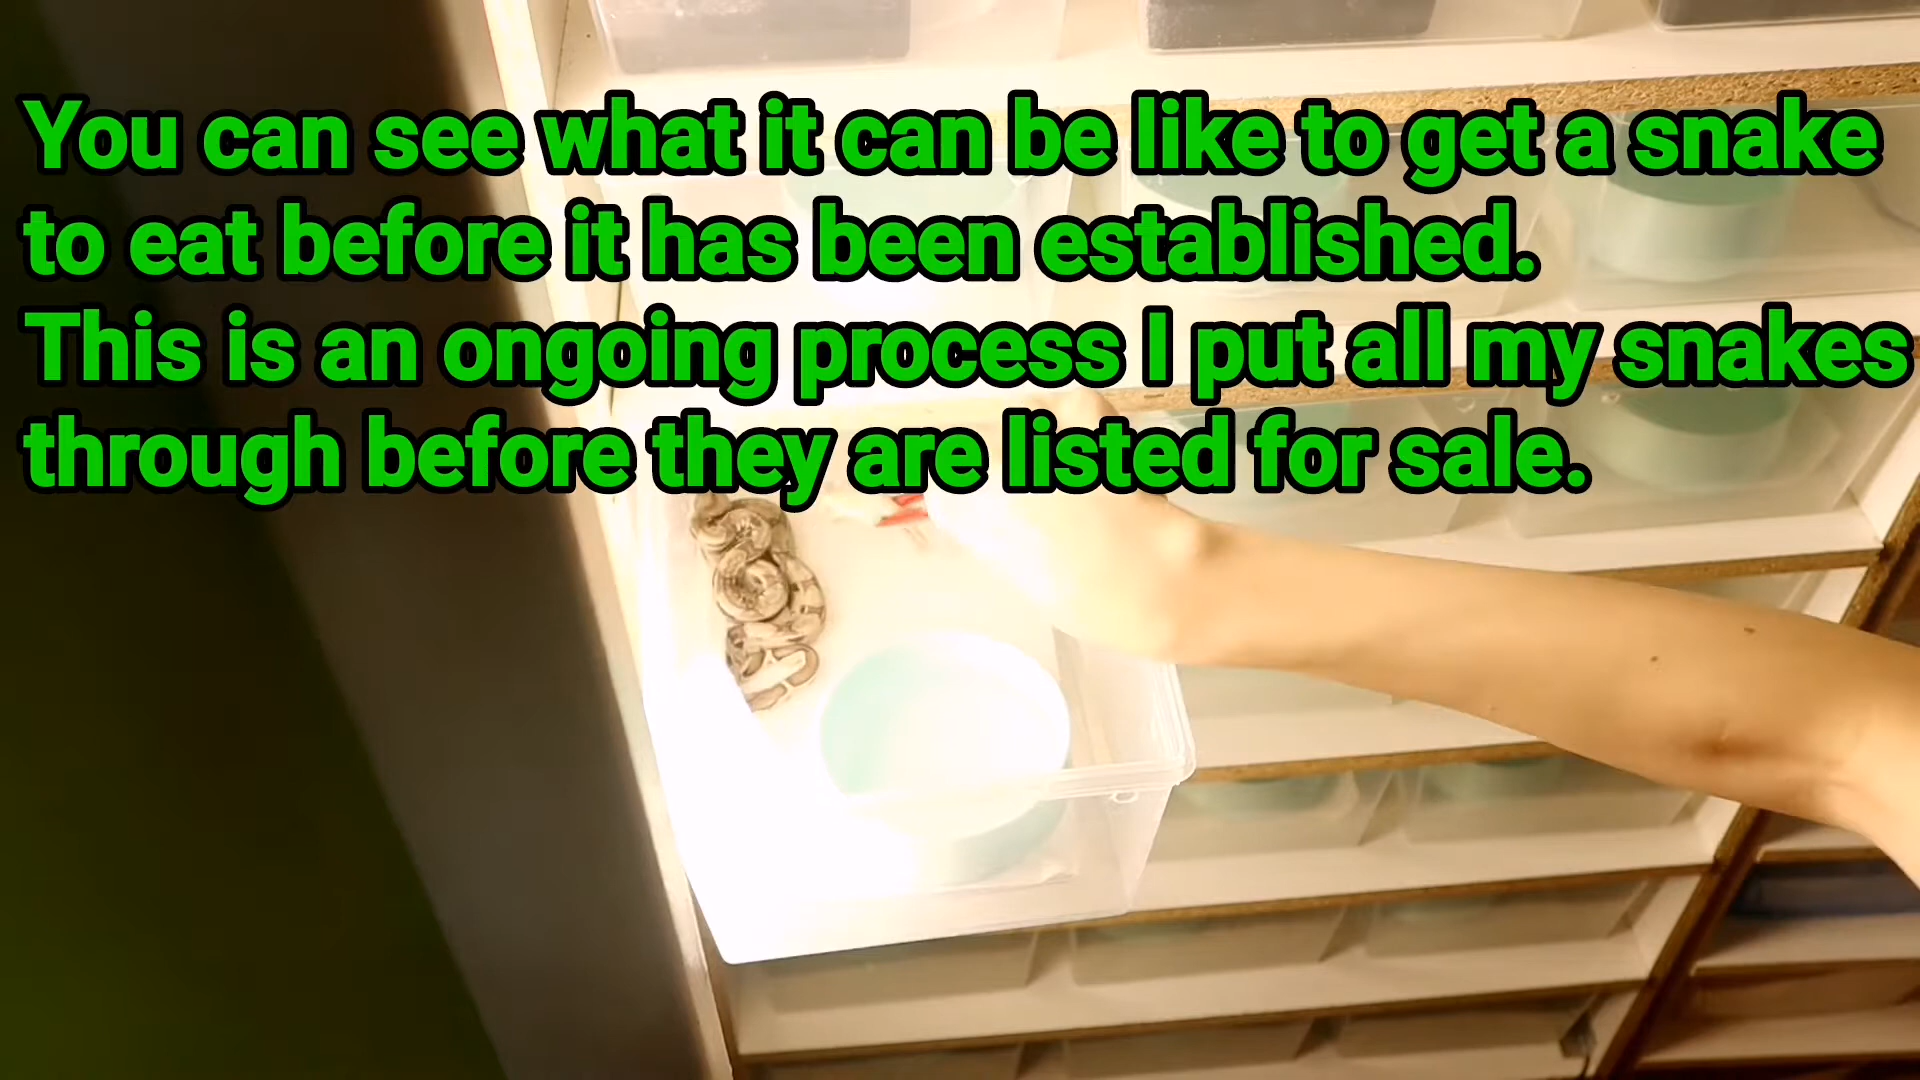 You can see what it can be like to get a snake
to eat before it has been established.
This is an ongoing process I put all my snakes
through before they are listed for sale.